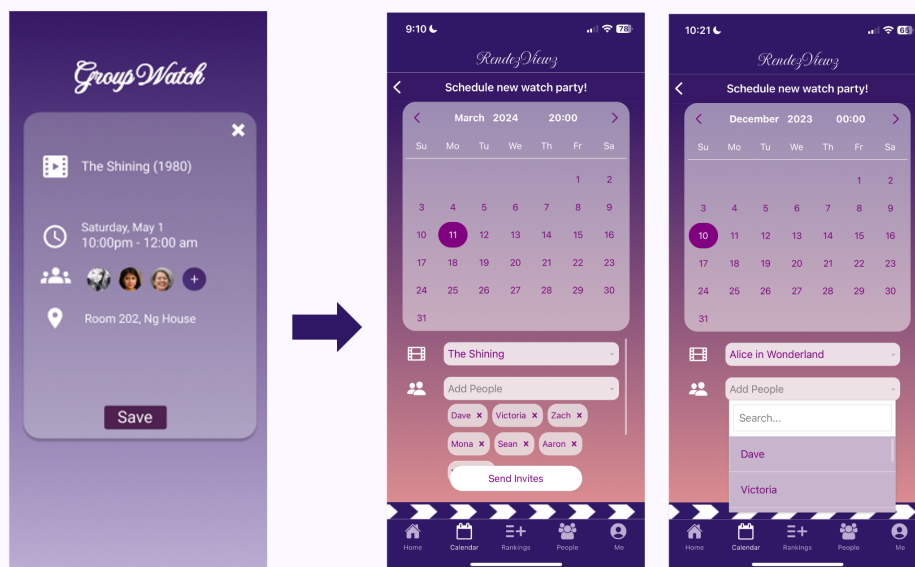 GroupWatch
The Shining (1980)
Saturday, May 1
10:00pm - 12:00 am
+
Room 202, Ng House
Save
9:10
78
RendezViewz
Schedule new watch party!
March 2024 20:00
Su Mo Tu We Th Fr Sa
1 2
3 4 5 6 7 8 9
10 11 12 13 14 15 16
17 18 19 20 21 22 23
24 25 26 27 28 29 30
31
The Shining
Add People
Dave x Victoria x Zach x
Mona x Sean x Aaron x
Send Invites
Home Calendar Rankings People Me
10:21
65
RendezViewz
Schedule new watch party!
December 2023 00:00
Su Mo Tu We Th Fr Sa
1 2
3 4 5 6 7 8 9
10 11 12 13 14 15 16
17 18 19 20 21 22 23
24 25 26 27 28 29 30
31
Alice in Wonderland
Add People
Search...
Dave
Victoria
Home Calendar Rankings People Me